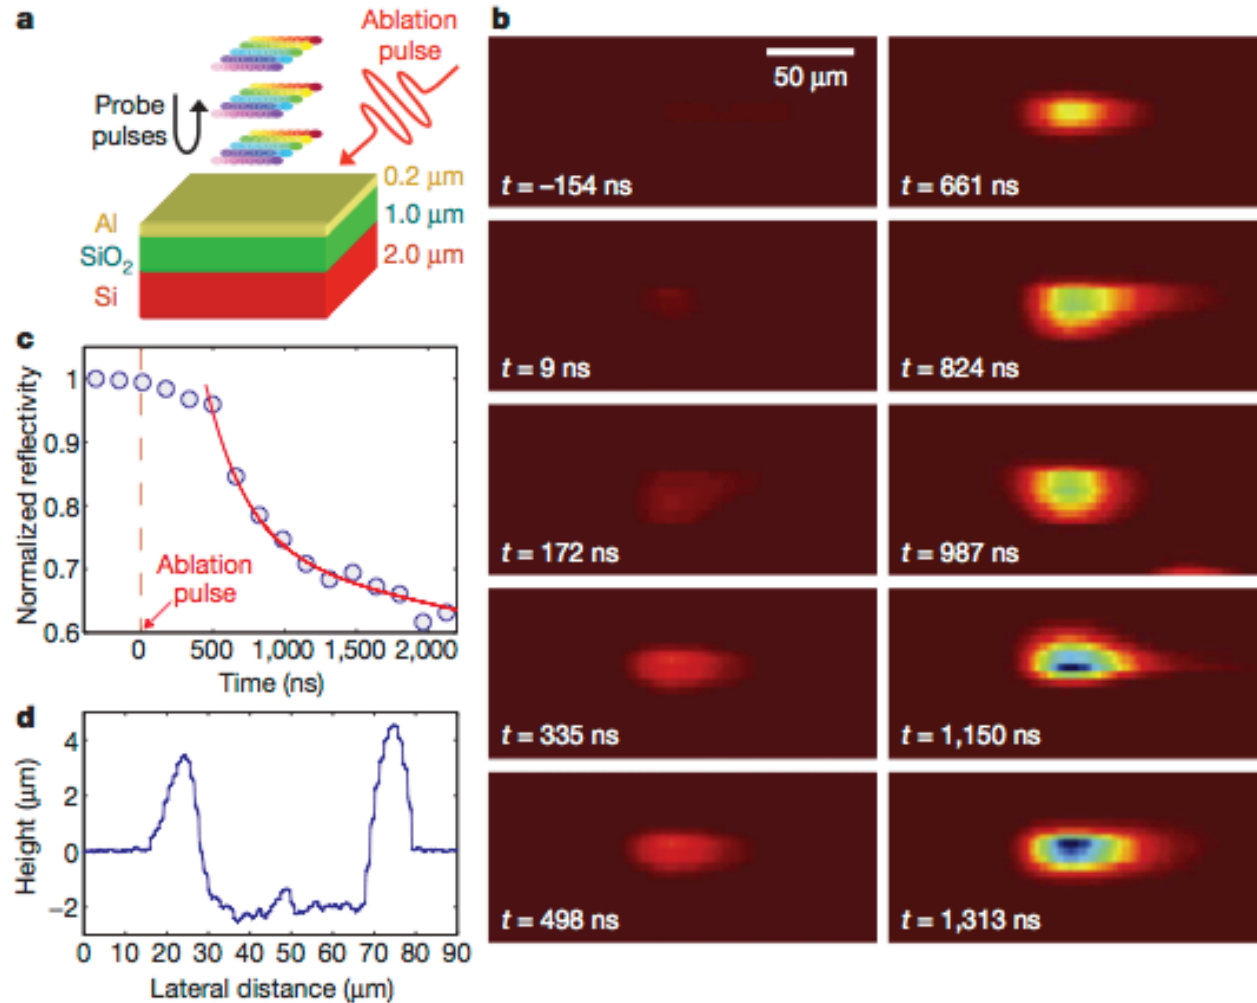 a
Ablation
pulse
Probe
pulses
0.2 μm
1.0 μm
2.0 μm
Al
SiO₂
Si
b
50 μm
t = –154 ns
t = 661 ns
t = 9 ns
t = 824 ns
t = 172 ns
t = 987 ns
t = 335 ns
t = 1,150 ns
t = 498 ns
t = 1,313 ns
c
Normalized reflectivity
1
0.9
0.8
0.7
0.6
Ablation
pulse
0 500 1,000 1,500 2,000
Time (ns)
d
Height (μm)
4
2
0
–2
0 10 20 30 40 50 60 70 80 90
Lateral distance (μm)